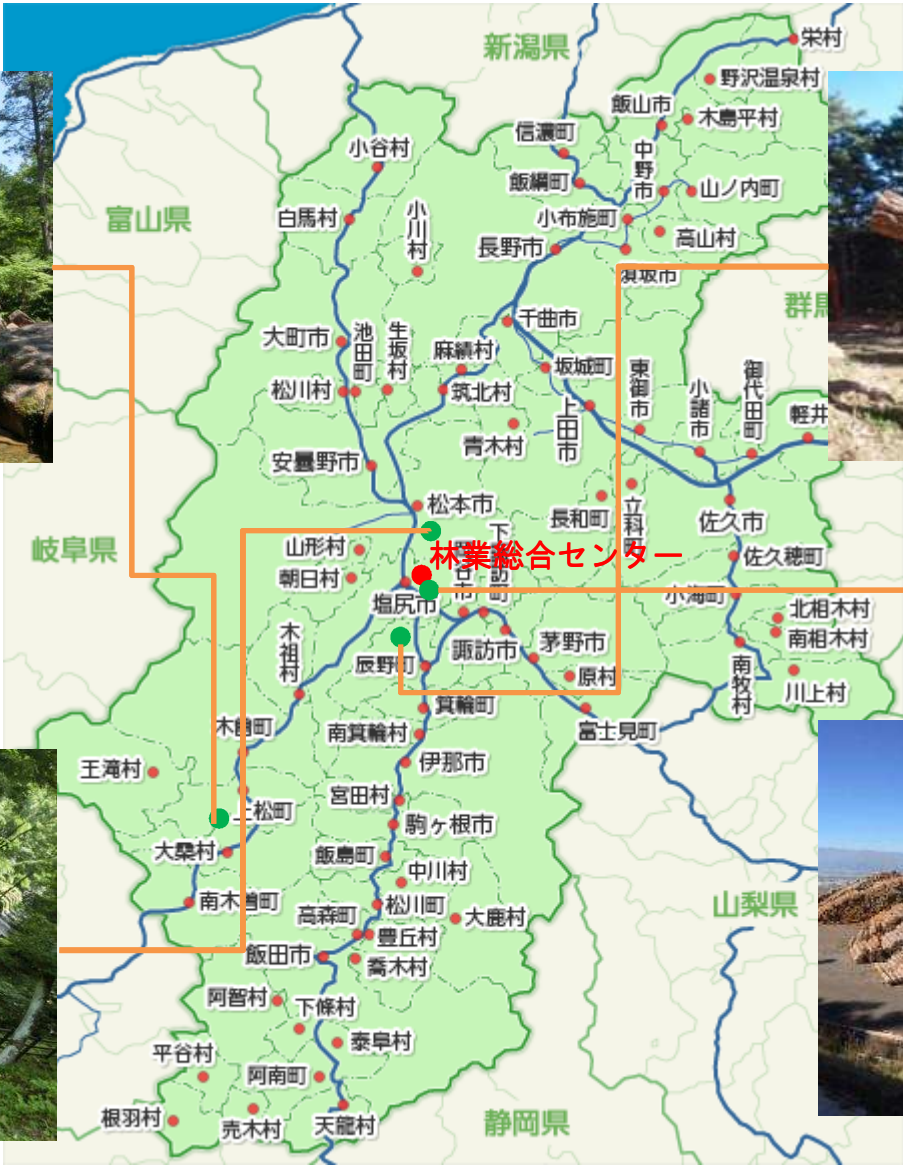 新潟県
栄村
野沢温泉村
飯山市
木島平村
信濃町
中野市
小谷村
飯綱町
山ノ内町
富山県
白馬村
小川村
小布施町
高山村
長野市
須坂市
群馬
千曲市
大町市
池田町
生坂村
麻績村
坂城町
東御市
御代田町
松川村
筑北村
小諸市
上田市
軽井
青木村
安曇野市
松本市
長和町
立科町
佐久市
下諏訪町
岐阜県
山形村
林業総合センター
佐久穂町
朝日村
塩尻市
小海町
北相木村
木祖村
諏訪市
茅野市
南相木村
辰野町
原村
南牧村
川上村
箕輪町
木曽町
南箕輪村
富士見町
王滝村
伊那市
宮田村
上松町
駒ヶ根市
大桑村
飯島町
中川村
南木曽町
松川町
高森町
大鹿村
山梨県
豊丘村
飯田市
喬木村
阿智村
下條村
泰阜村
平谷村
阿南町
根羽村
売木村
天龍村
静岡県